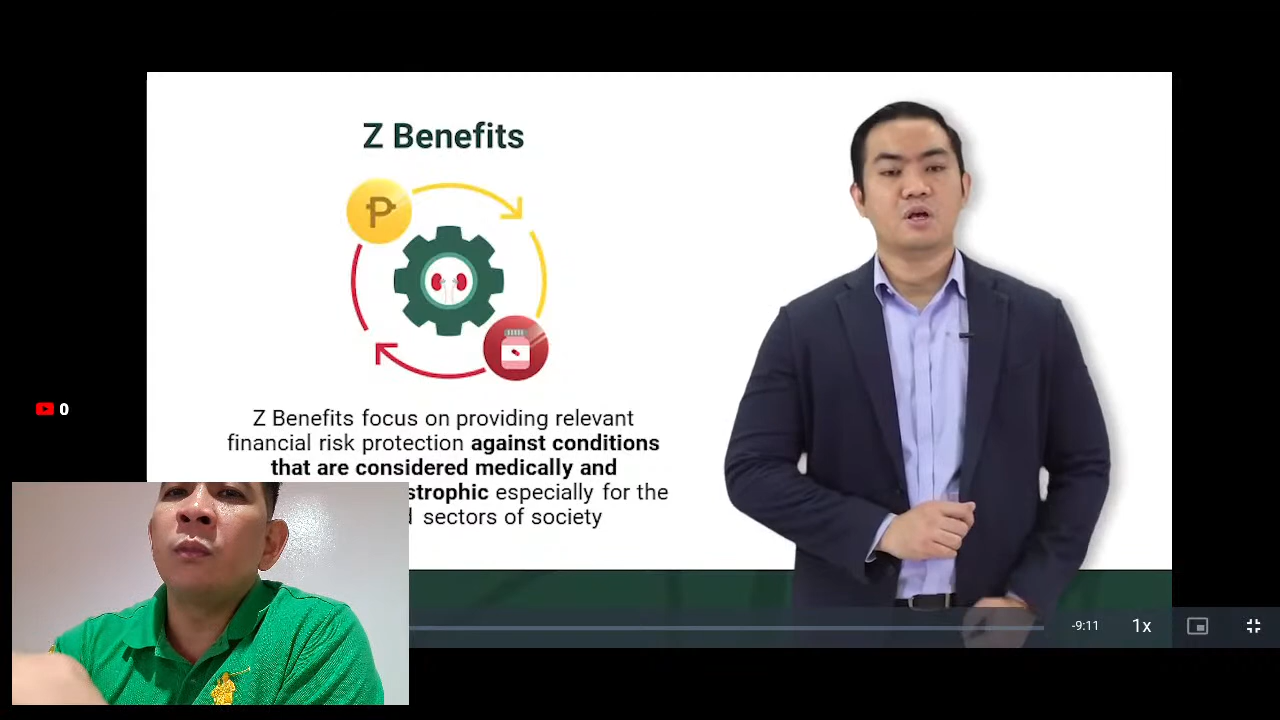 Z Benefits
₱
Z Benefits focus on providing relevant
financial risk protection against conditions
that are considered medically and
strophic especially for the
sectors of society
0
-9:11
1x